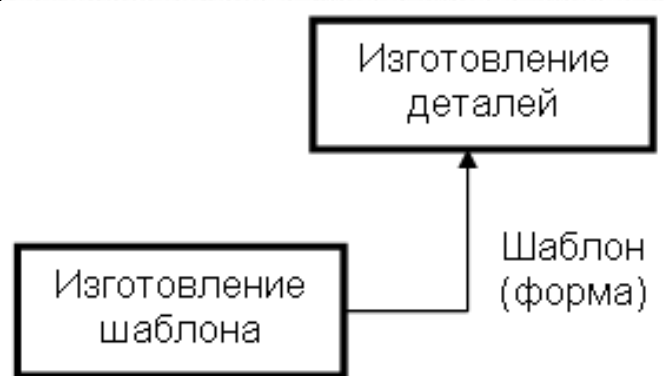 Изготовление
деталей
Шаблон
(форма)
Изготовление
шаблона